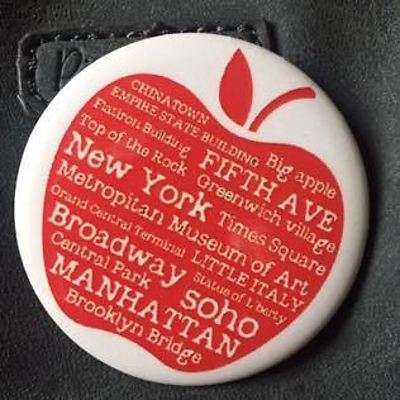 CHINATOWN
EMPIRE STATE BUILDING Big apple
Flatiron Building FIFTH AVE
Top of the Rock Greenwich village
New York Times Square
Metropitan Museum of Art
Grand Central Terminal LITTLE ITALY
Broadway Statue of Liberty
Central Park soho
MANHATTAN
Brooklyn Bridge